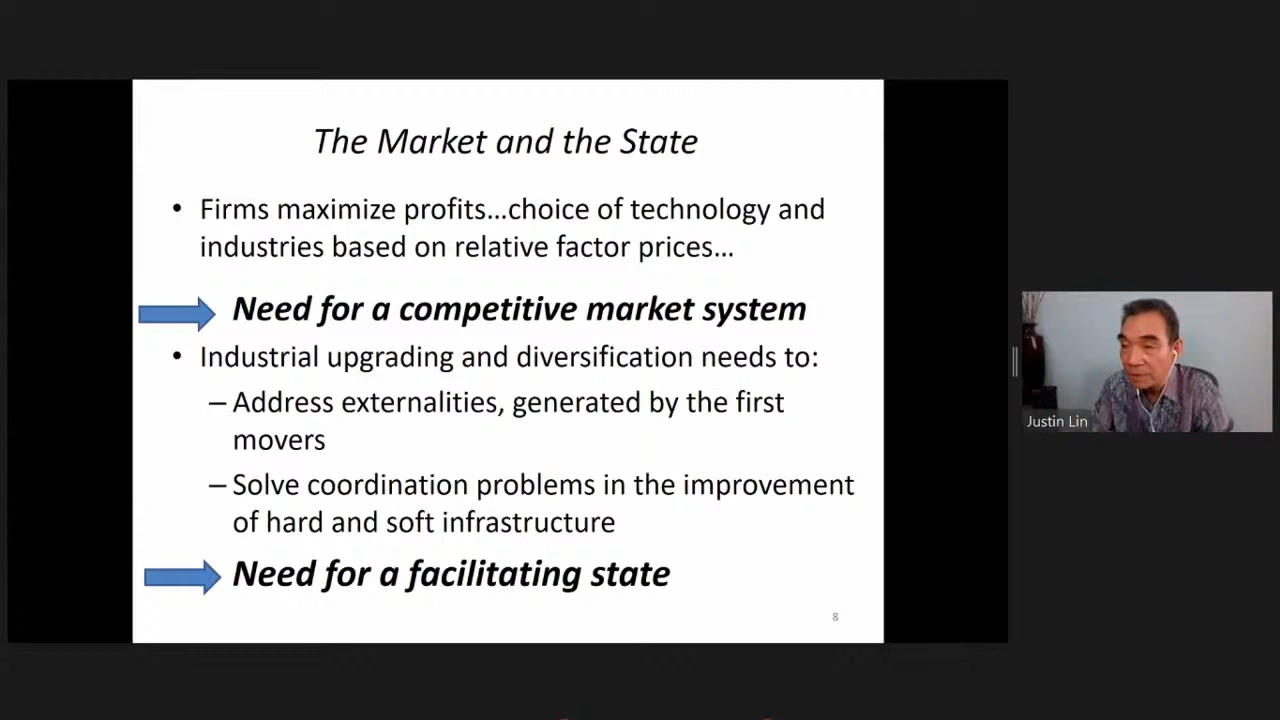 The Market and the State
• Firms maximize profits…choice of technology and
industries based on relative factor prices…
Need for a competitive market system
• Industrial upgrading and diversification needs to:
– Address externalities, generated by the first
movers
– Solve coordination problems in the improvement
of hard and soft infrastructure
Need for a facilitating state
8
Justin Lin